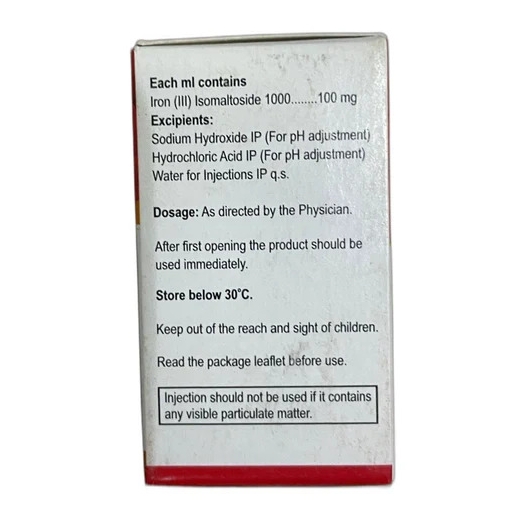 Each ml contains
Iron (III) Isomaltoside 1000........100 mg
Excipients:
Sodium Hydroxide IP (For pH adjustment)
Hydrochloric Acid IP (For pH adjustment)
Water for Injections IP q.s.
Dosage: As directed by the Physician.
After first opening the product should be
used immediately.
Store below 30°C.
Keep out of the reach and sight of children.
Read the package leaflet before use.
Injection should not be used if it contains
any visible particulate matter.